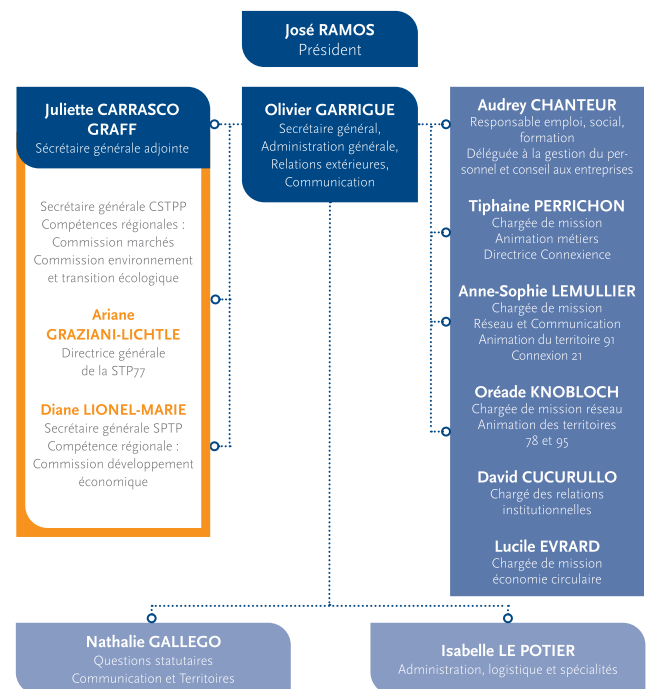 José RAMOS
Président
Juliette CARRASCO
GRAFF
Sécrétaire générale adjointe
Secrétaire générale CSTPP
Compétences régionales :
Commission marchés
Commission environnement
et transition écologique
Ariane
GRAZIANI-LICHTLE
Directrice générale
de la STP77
Diane LIONEL-MARIE
Secrétaire générale SPTP
Compétence régionale :
Commission développement
économique
Olivier GARRIGUE
Secrétaire général,
Administration générale,
Relations extérieures,
Communication
Audrey CHANTEUR
Responsable emploi, social,
formation
Déléguée à la gestion du per-
sonnel et conseil aux entreprises
Tiphaine PERRICHON
Chargée de mission
Animation métiers
Directrice Connexience
Anne-Sophie LEMULLIER
Chargée de mission
Réseau et Communication
Animation du territoire 91
Connexion 21
Oréade KNOBLOCH
Chargée de mission réseau
Animation des territoires
78 et 95
David CUCURULLO
Chargé des relations
institutionnelles
Lucile EVRARD
Chargée de mission
économie circulaire
Nathalie GALLEGO
Questions statutaires
Communication et Territoires
Isabelle LE POTIER
Administration, logistique et spécialités